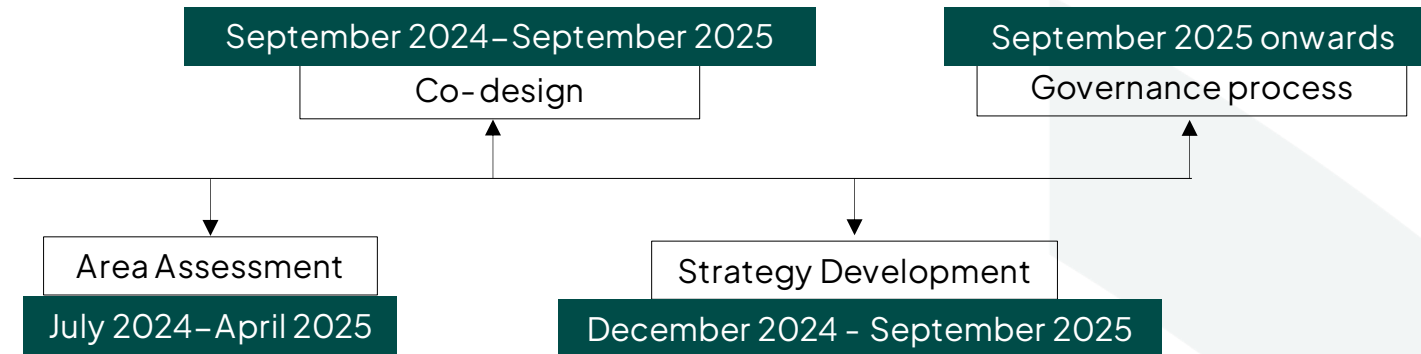 September 2024–September 2025
Co-design
September 2025 onwards
Governance process
Area Assessment
July 2024–April 2025
Strategy Development
December 2024 - September 2025